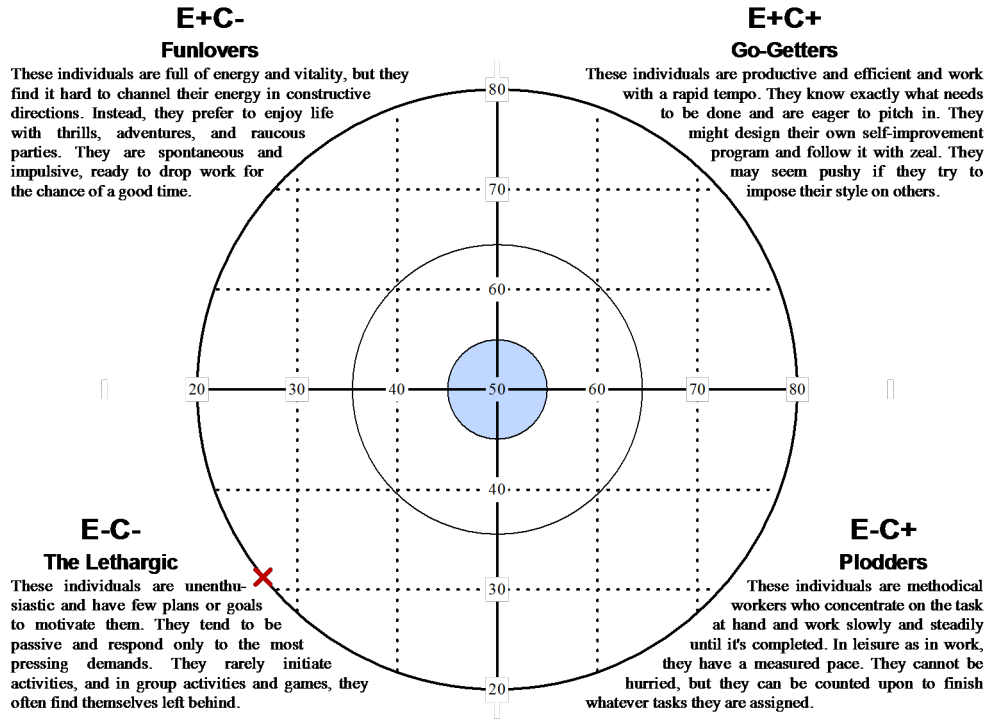 E+C-
Funlovers
These individuals are full of energy and vitality, but they
find it hard to channel their energy in constructive
directions. Instead, they prefer to enjoy life
with thrills, adventures, and raucous
parties. They are spontaneous and
impulsive, ready to drop work for
the chance of a good time.
E+C+
Go-Getters
These individuals are productive and efficient and work
with a rapid tempo. They know exactly what needs
to be done and are eager to pitch in. They
might design their own self-improvement
program and follow it with zeal. They
may seem pushy if they try to
impose their style on others.
80
70
60
20 30 40 50 60 70 80
40
30
20
E-C-
The Lethargic
These individuals are unenthu-
siastic and have few plans or goals
to motivate them. They tend to be
passive and respond only to the most
pressing demands. They rarely initiate
activities, and in group activities and games, they
often find themselves left behind.
E-C+
Plodders
These individuals are methodical
workers who concentrate on the task
at hand and work slowly and steadily
until it's completed. In leisure as in work,
they have a measured pace. They cannot be
hurried, but they can be counted upon to finish
whatever tasks they are assigned.